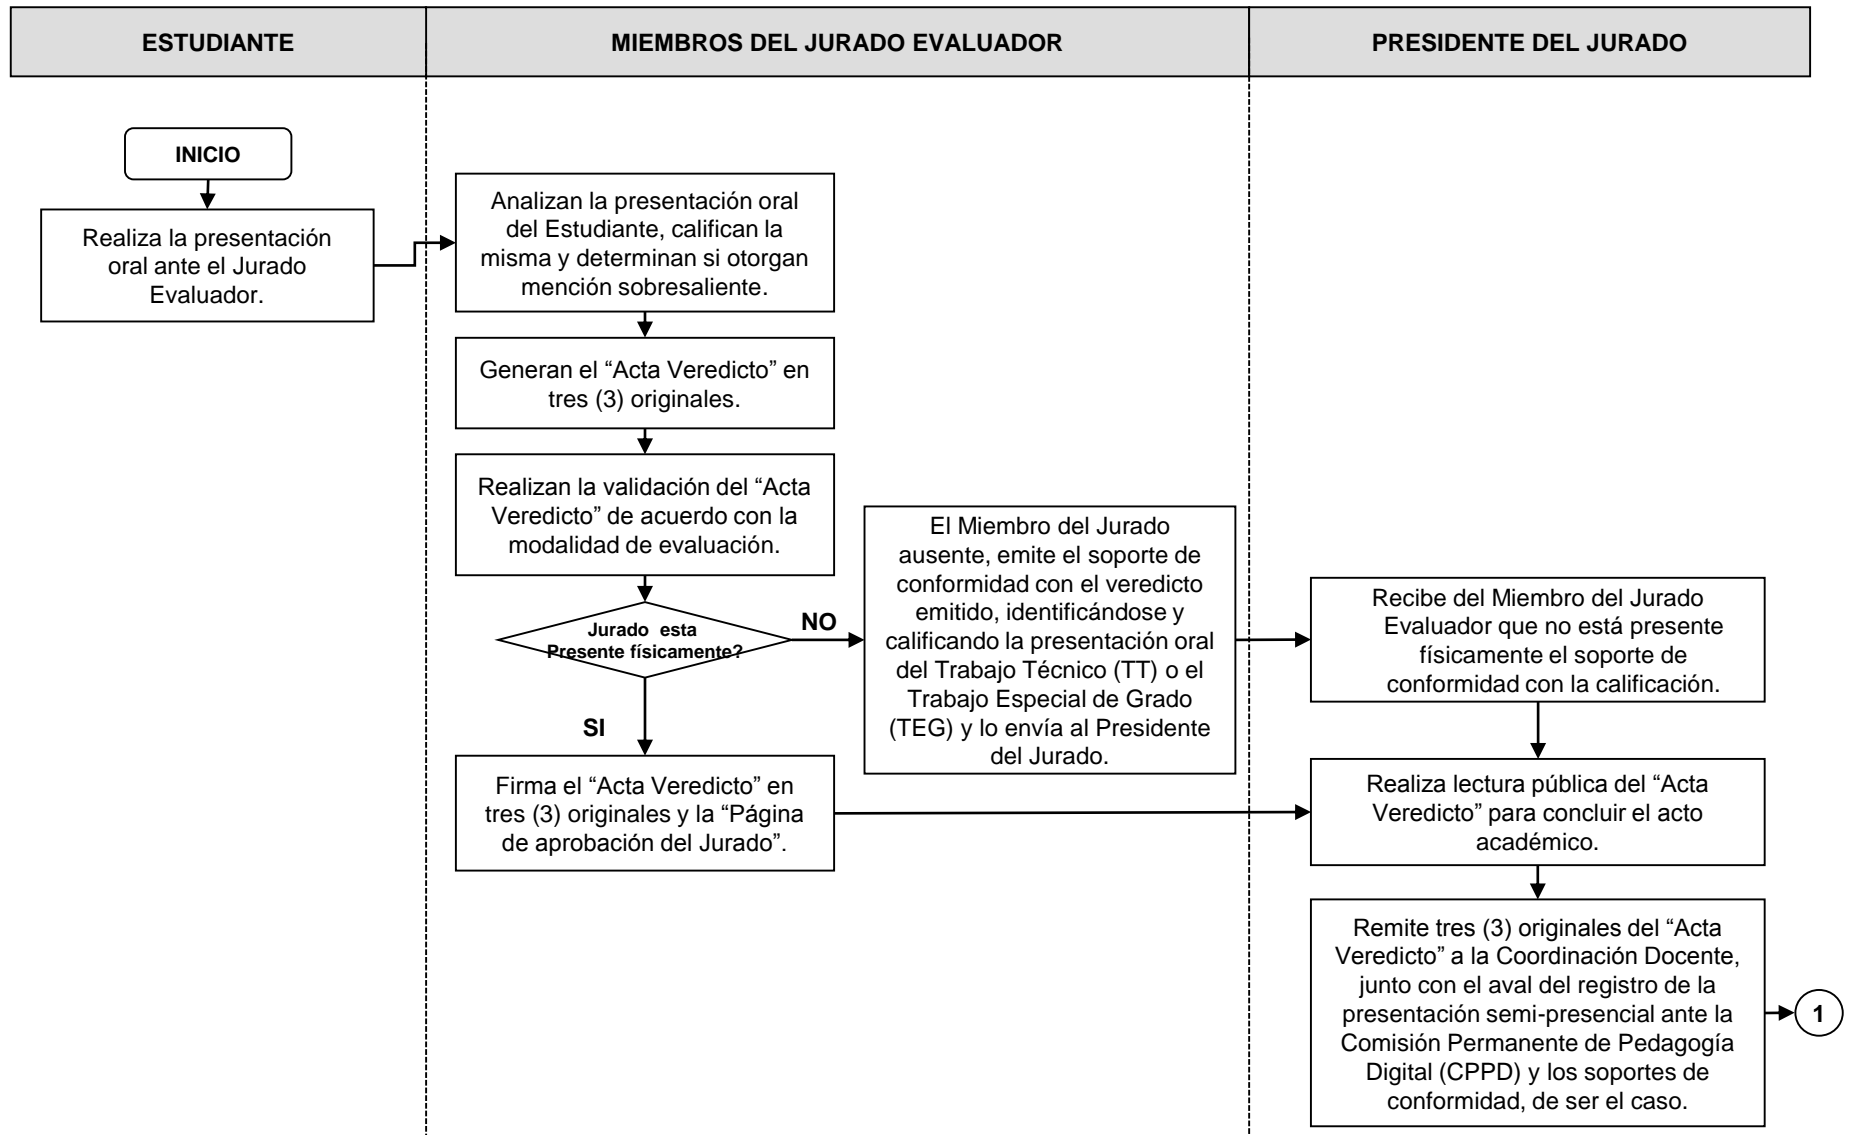 ESTUDIANTE
MIEMBROS DEL JURADO EVALUADOR
PRESIDENTE DEL JURADO
INICIO
Realiza la presentación
oral ante el Jurado
Evaluador.
Analizan la presentación oral
del Estudiante, califican la
misma y determinan si otorgan
mención sobresaliente.
Generan el “Acta Veredicto” en
tres (3) originales.
Realizan la validación del “Acta
Veredicto” de acuerdo con la
modalidad de evaluación.
Jurado esta
Presente físicamente?
NO
SI
El Miembro del Jurado
ausente, emite el soporte de
conformidad con el veredicto
emitido, identificándose y
calificando la presentación oral
del Trabajo Técnico (TT) o el
Trabajo Especial de Grado
(TEG) y lo envía al Presidente
del Jurado.
Firma el “Acta Veredicto” en
tres (3) originales y la “Página
de aprobación del Jurado”.
Recibe del Miembro del Jurado
Evaluador que no está presente
físicamente el soporte de
conformidad con la calificación.
Realiza lectura pública del “Acta
Veredicto” para concluir el acto
académico.
Remite tres (3) originales del “Acta
Veredicto” a la Coordinación Docente,
junto con el aval del registro de la
presentación semi-presencial ante la
Comisión Permanente de Pedagogía
Digital (CPPD) y los soportes de
conformidad, de ser el caso.
1